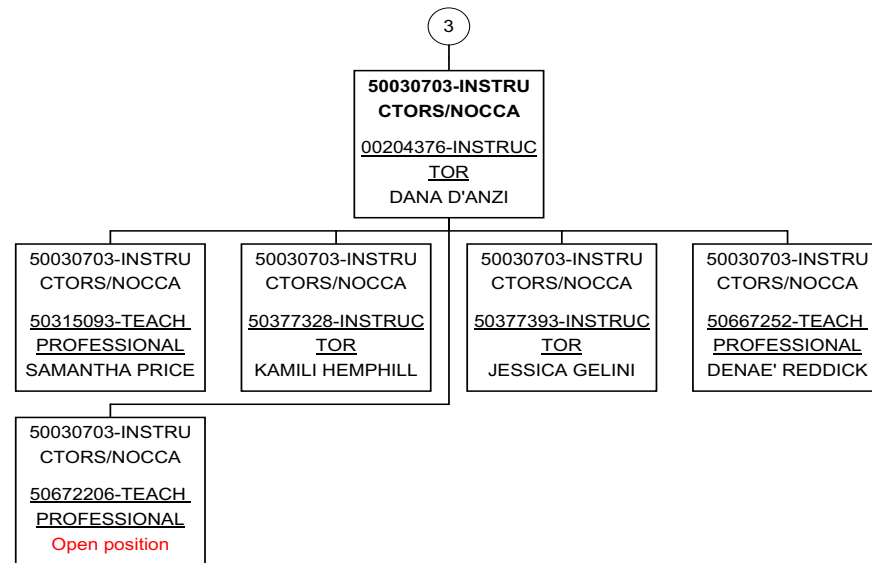 3
50030703-INSTRU
CTORS/NOCCA
00204376-INSTRUC
TOR
DANA D'ANZI
50030703-INSTRU
CTORS/NOCCA
50315093-TEACH
PROFESSIONAL
SAMANTHA PRICE
50030703-INSTRU
CTORS/NOCCA
50377328-INSTRUC
TOR
KAMILI HEMPHILL
50030703-INSTRU
CTORS/NOCCA
50377393-INSTRUC
TOR
JESSICA GELINI
50030703-INSTRU
CTORS/NOCCA
50667252-TEACH
PROFESSIONAL
DENAE' REDDICK
50030703-INSTRU
CTORS/NOCCA
50672206-TEACH
PROFESSIONAL
Open position